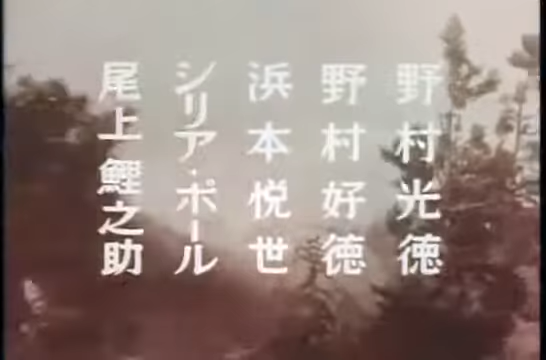 野村光徳
野村好徳
浜本悦世
シリア・ポール
尾上鯉之助